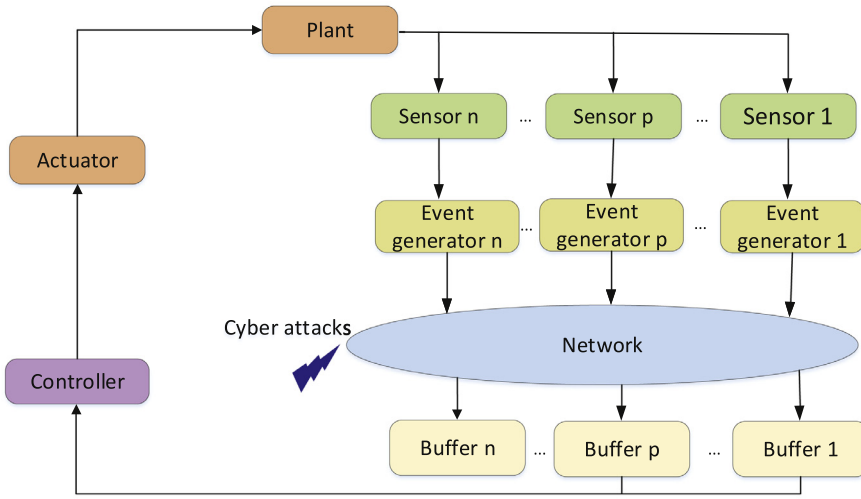 Plant
Sensor n ... Sensor p ... Sensor 1
Actuator
Event generator n ... Event generator p ... Event generator 1
Cyber attacks
Network
Controller
Buffer n ... Buffer p ... Buffer 1